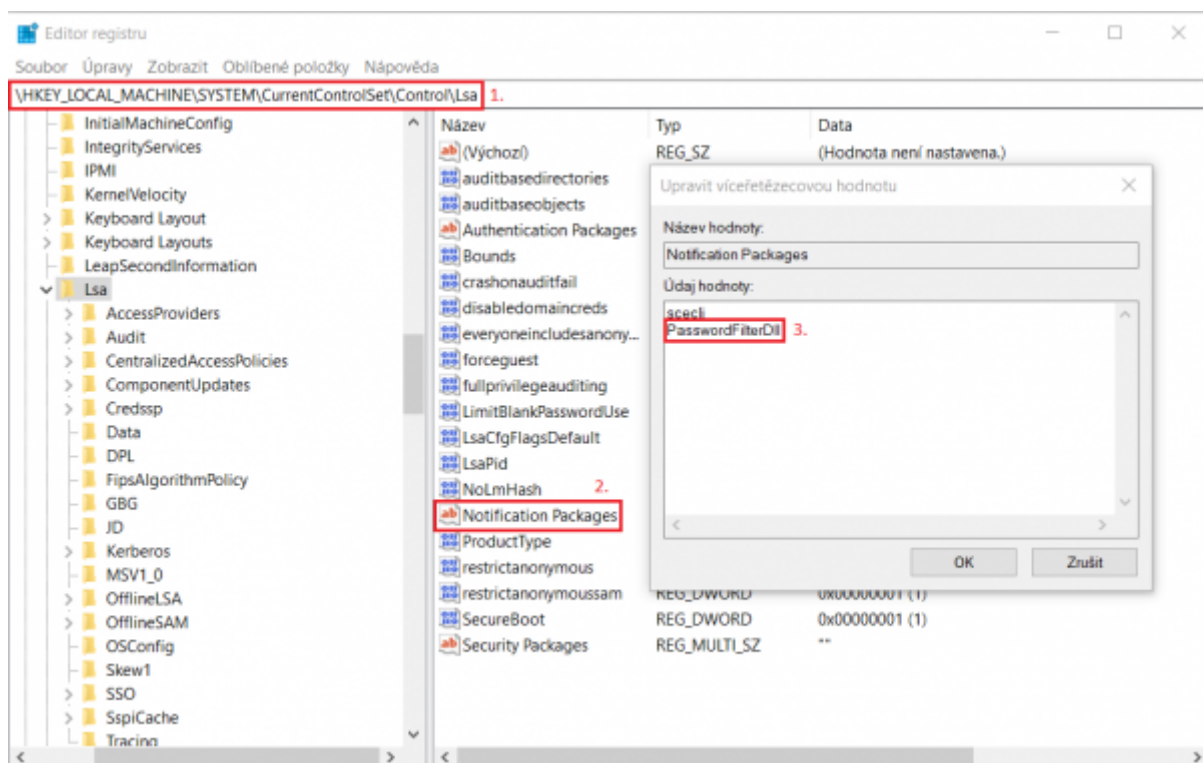 Editor registru
Soubor Úpravy Zobrazit Oblíbené položky Nápověda
\HKEY_LOCAL_MACHINE\SYSTEM\CurrentControlSet\Control\Lsa 1.
InitialMachineConfig
IntegrityServices
IPMI
KernelVelocity
Keyboard Layout
Keyboard Layouts
LeapSecondInformation
Lsa
AccessProviders
Audit
CentralizedAccessPolicies
ComponentUpdates
Credssp
Data
DPL
FipsAlgorithmPolicy
GBG
JD
Kerberos
MSV1_0
OfflineLSA
OfflineSAM
OSConfig
Skew1
SSO
SspiCache
Tracing
Název Typ Data
(Výchozí) REG_SZ (Hodnota není nastavena.)
auditbasedirectories
auditbaseobjects
Authentication Packages
Bounds
crashonauditfail
disabledomaincreds
everyoneincludesanony...
forceguest
fullprivilegeauditing
LimitBlankPasswordUse
LsaCfgFlagsDefault
LsaPid
NoLmHash 2.
Notification Packages
ProductType
restrictanonymous
restrictanonymoussam REG_DWORD 0x00000001 (1)
SecureBoot REG_DWORD 0x00000001 (1)
Security Packages REG_MULTI_SZ ""
Upravit víceřetězecovou hodnotu
Název hodnoty:
Notification Packages
Údaj hodnoty:
scecli
PasswordFilterDll 3.
OK Zrušit